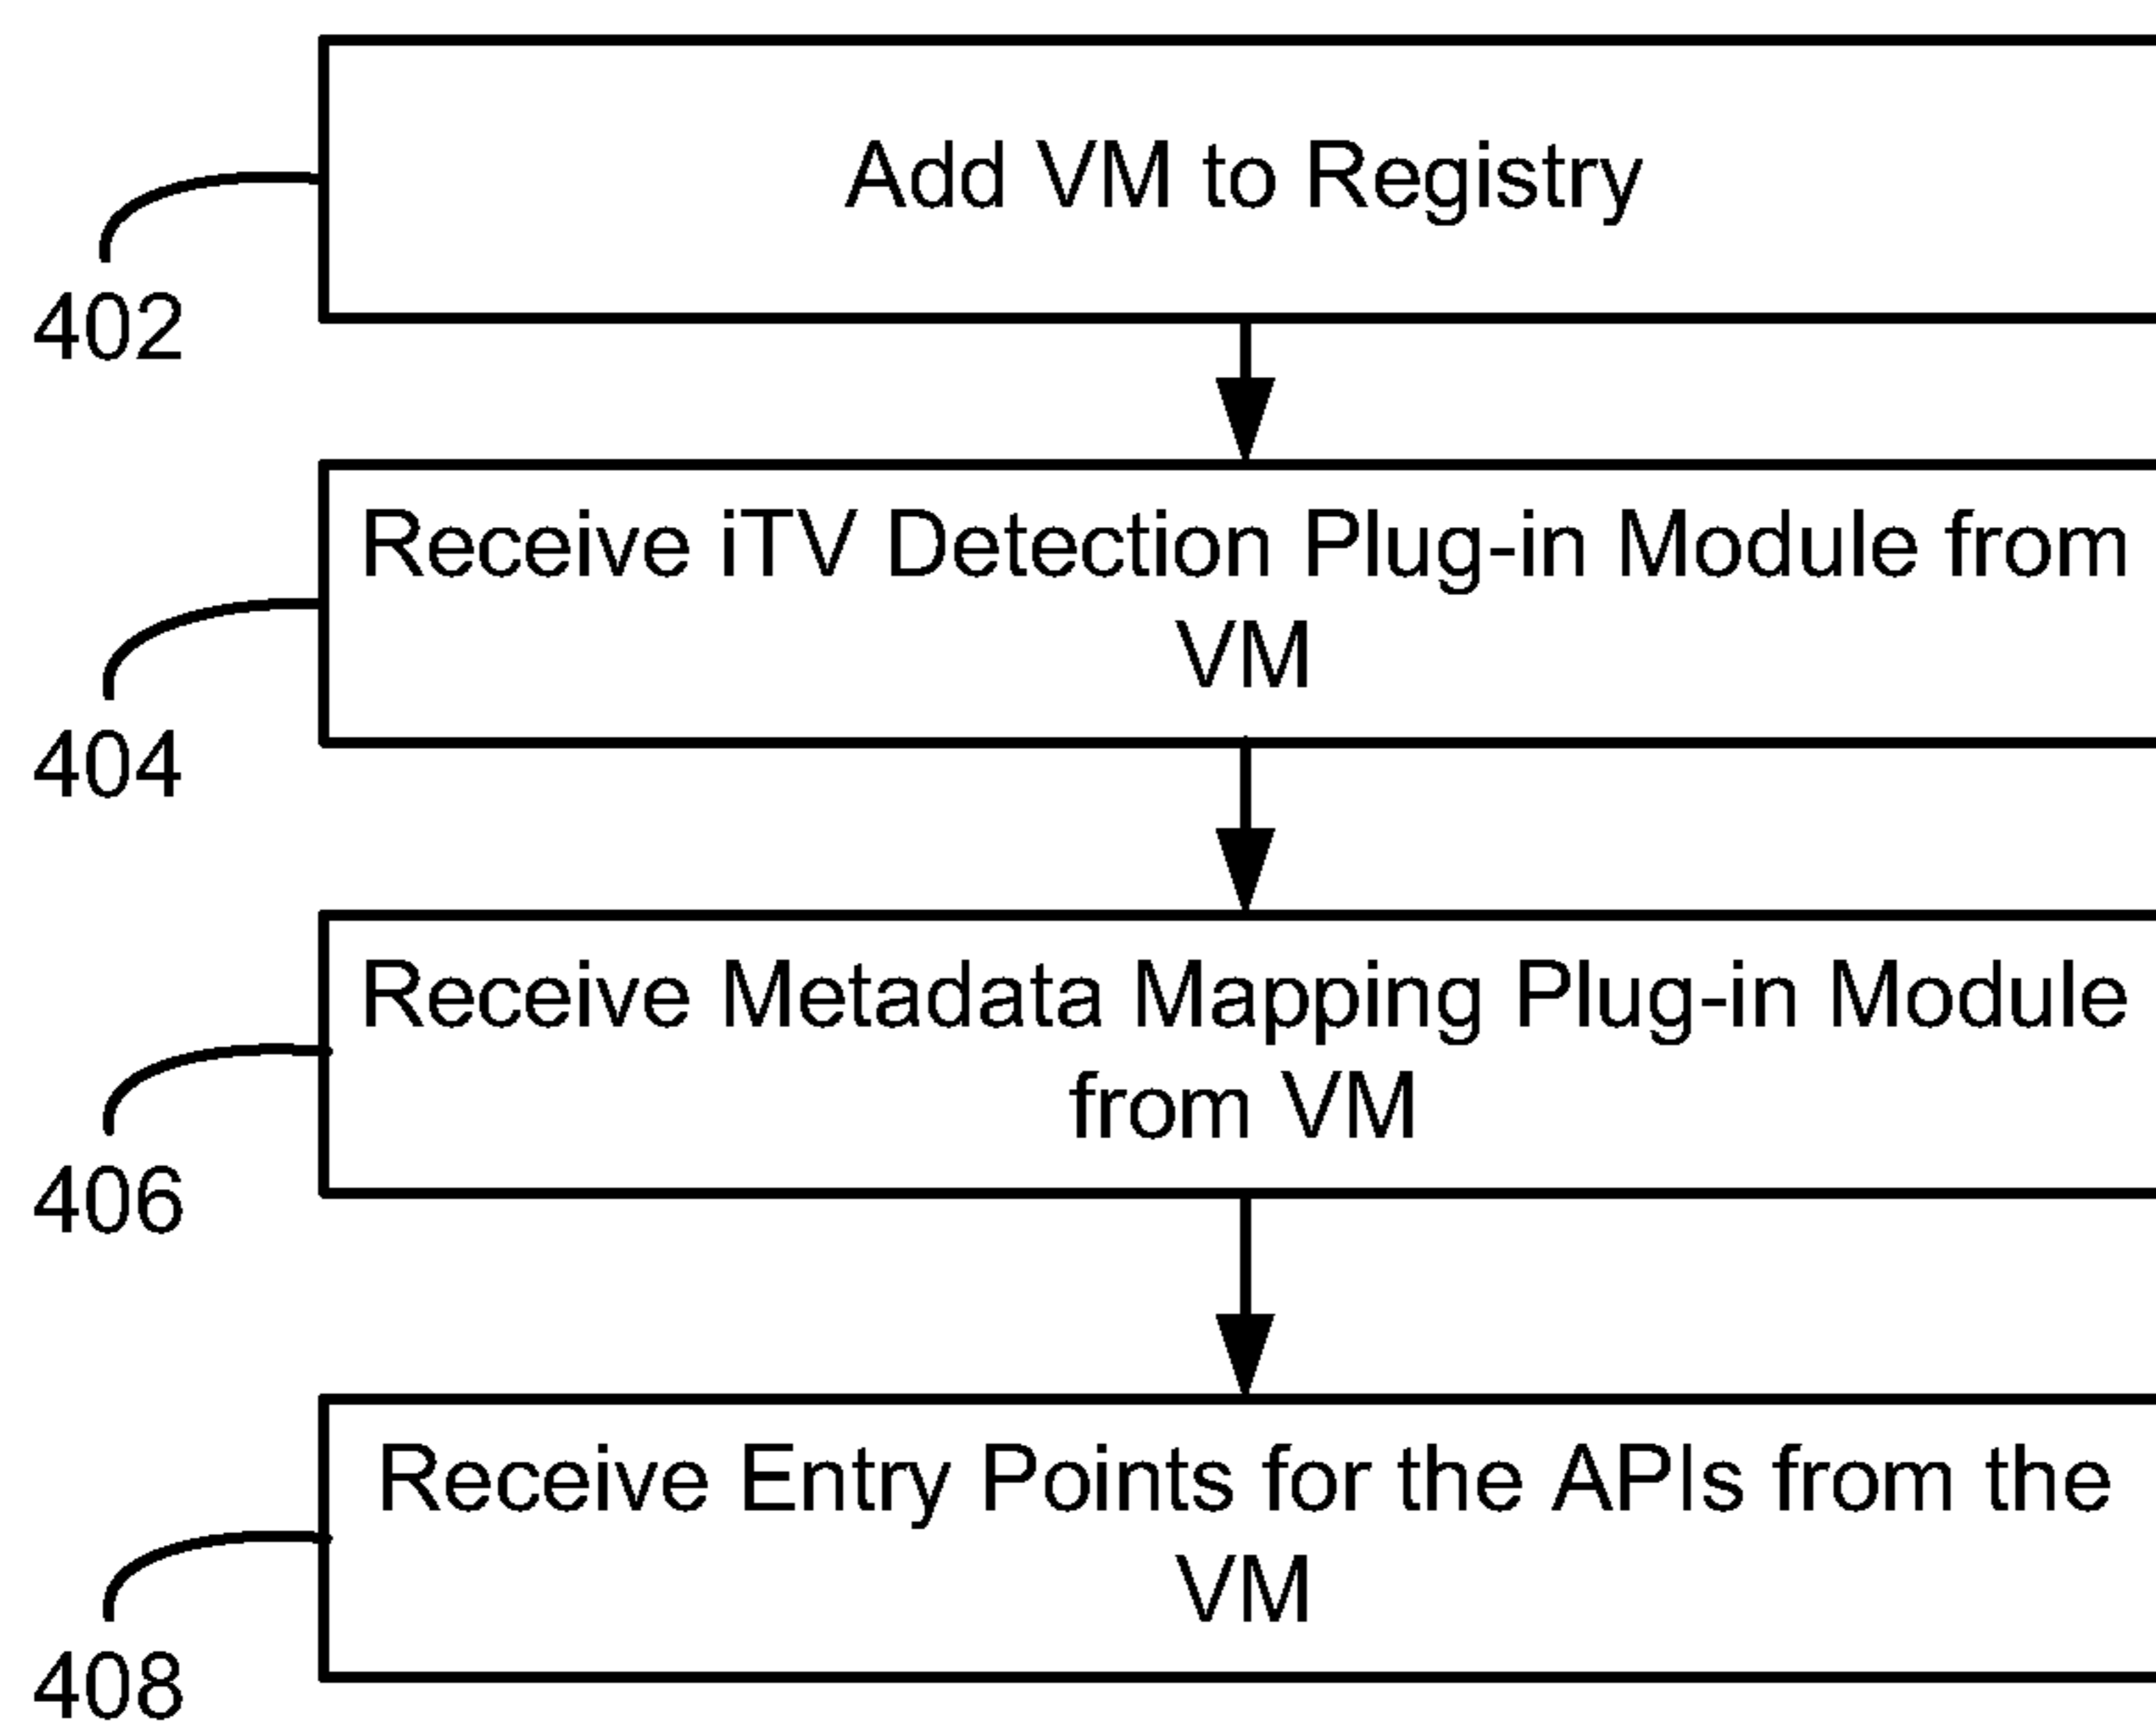 Add VM to Registry
402
Receive iTV Detection Plug-in Module from
VM
404
Receive Metadata Mapping Plug-in Module
from VM
406
Receive Entry Points for the APIs from the
VM
408